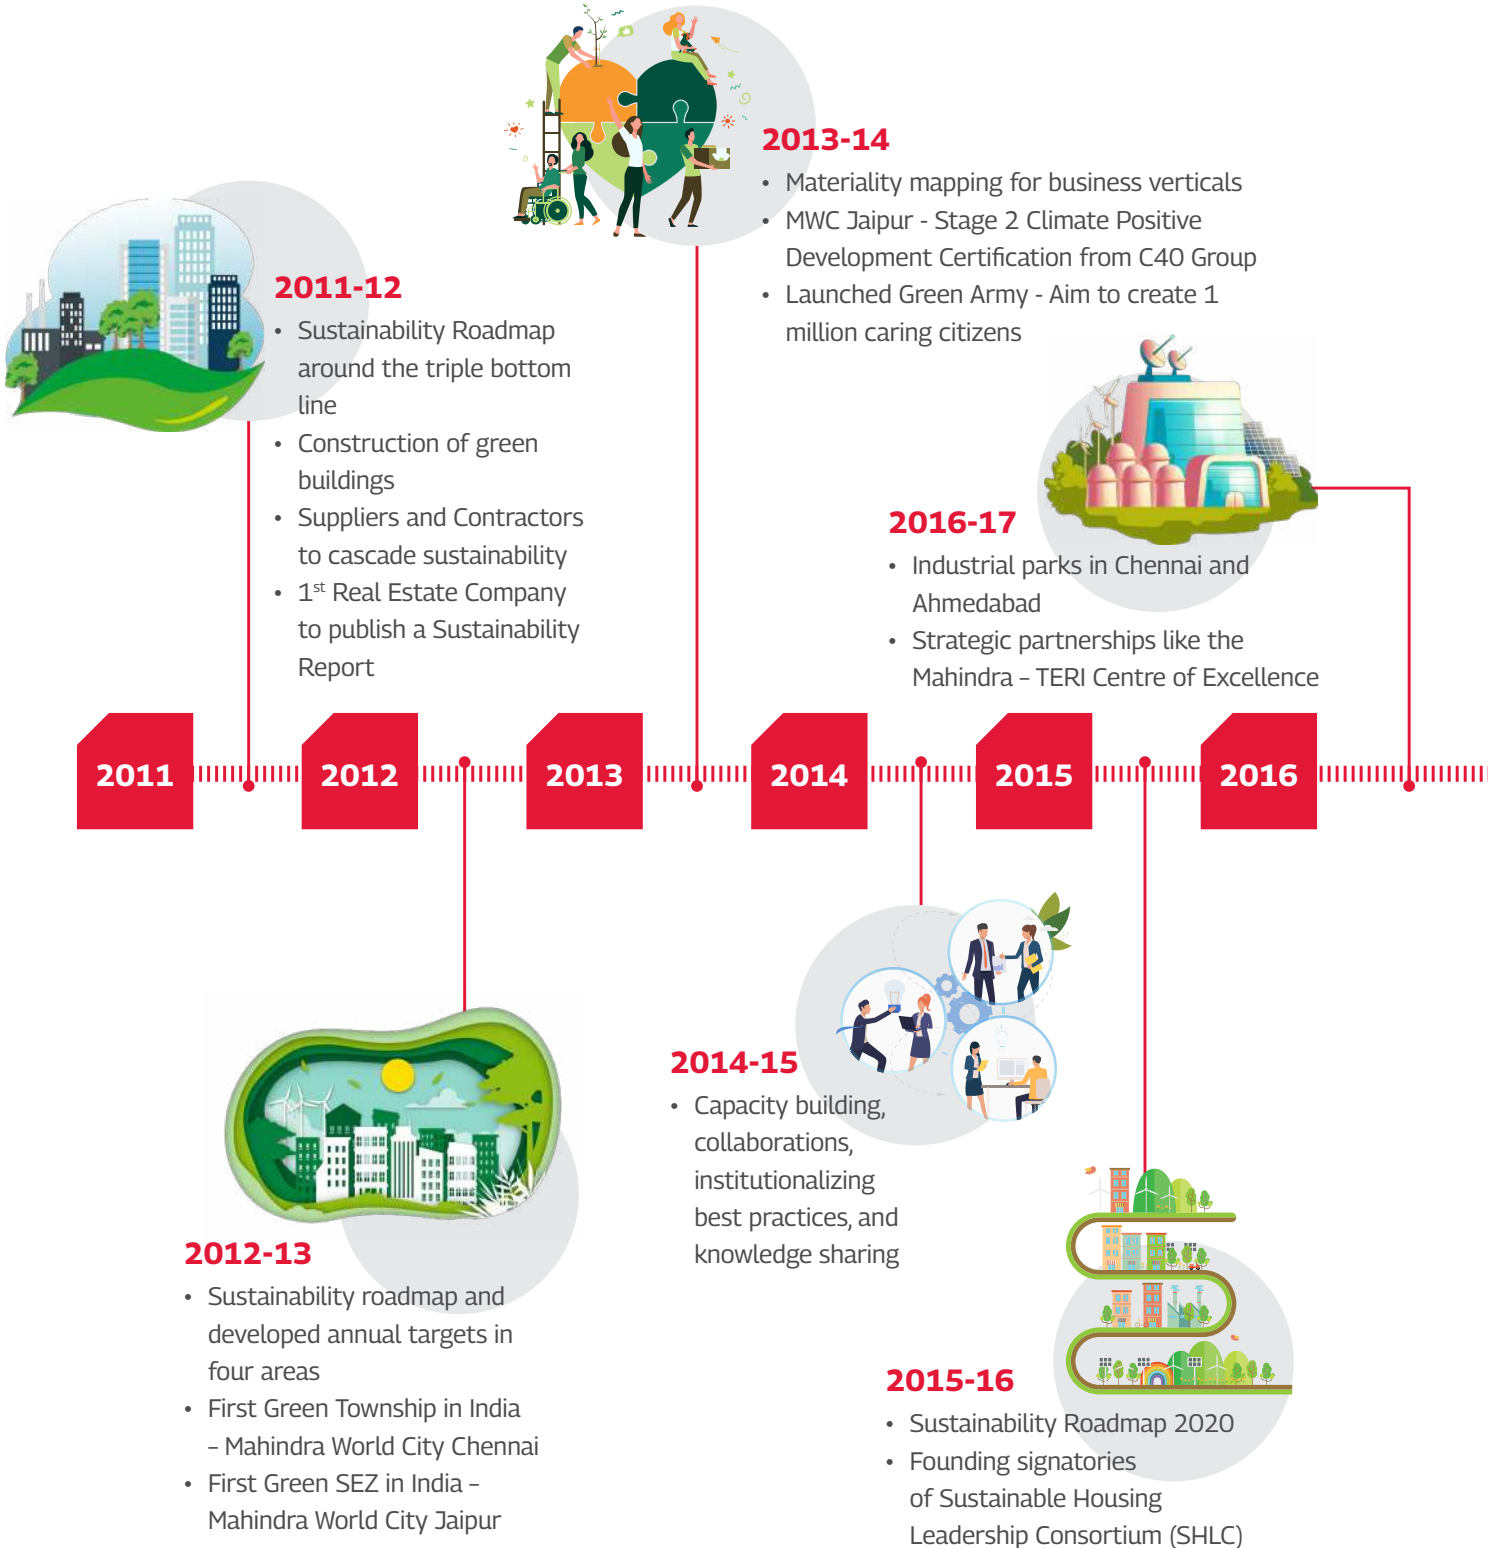 2013-14
• Materiality mapping for business verticals
• MWC Jaipur - Stage 2 Climate Positive
Development Certification from C40 Group
• Launched Green Army - Aim to create 1
million caring citizens
2011-12
• Sustainability Roadmap
around the triple bottom
line
• Construction of green
buildings
• Suppliers and Contractors
to cascade sustainability
• 1st Real Estate Company
to publish a Sustainability
Report
2016-17
• Industrial parks in Chennai and
Ahmedabad
• Strategic partnerships like the
Mahindra – TERI Centre of Excellence
2011 2012 2013 2014 2015 2016
2014-15
• Capacity building,
collaborations,
institutionalizing
best practices, and
knowledge sharing
2012-13
• Sustainability roadmap and
developed annual targets in
four areas
• First Green Township in India
– Mahindra World City Chennai
• First Green SEZ in India –
Mahindra World City Jaipur
2015-16
• Sustainability Roadmap 2020
• Founding signatories
of Sustainable Housing
Leadership Consortium (SHLC)